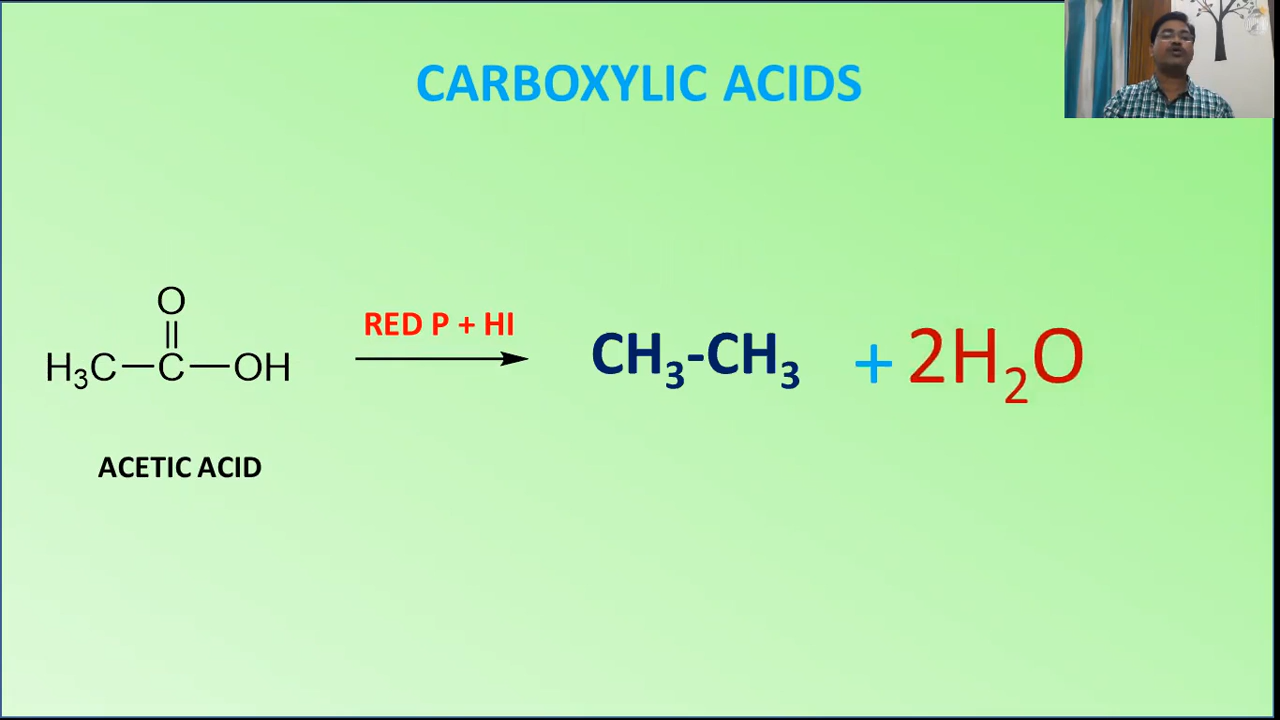 CARBOXYLIC ACIDS
O
H₃C—C—OH
RED P + HI
CH₃-CH₃ + 2H₂O
ACETIC ACID